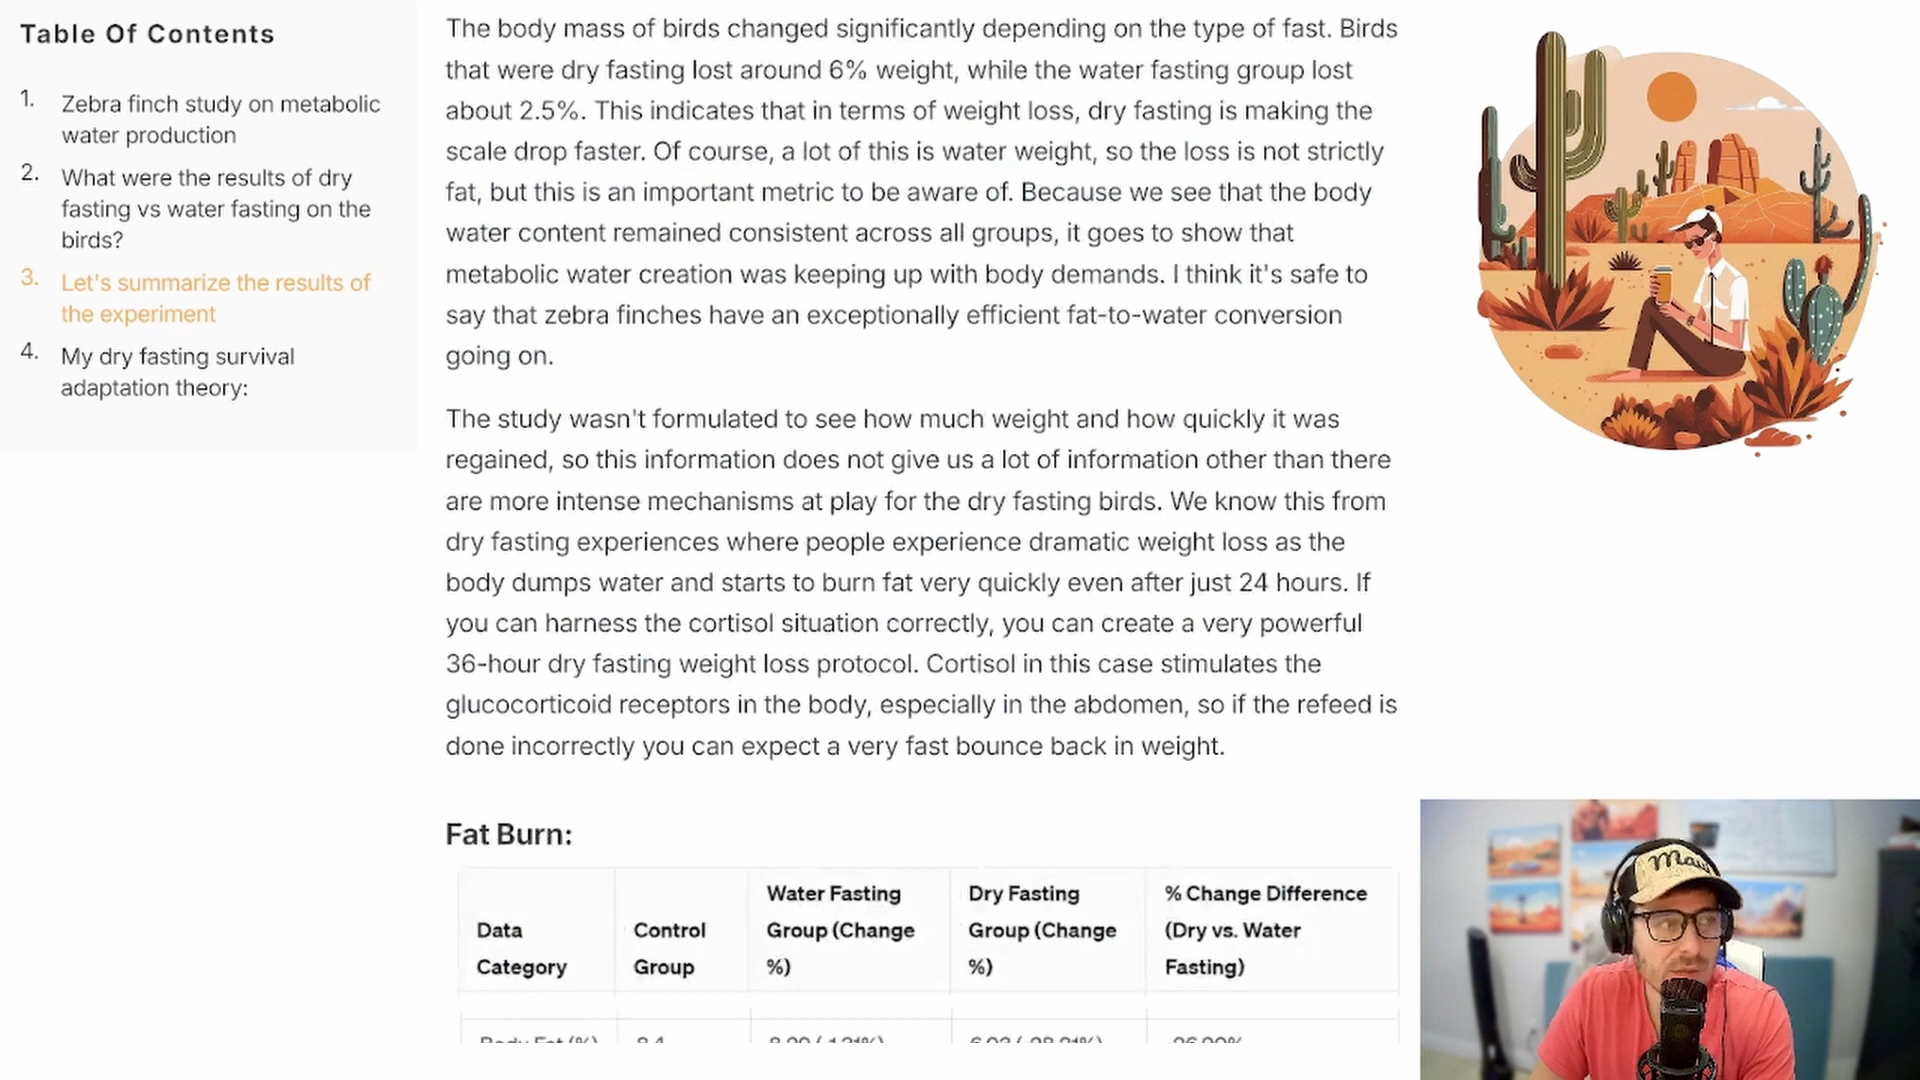 Table Of Contents
1. Zebra finch study on metabolic
water production
2. What were the results of dry
fasting vs water fasting on the
birds?
3. Let's summarize the results of
the experiment
4. My dry fasting survival
adaptation theory:
The body mass of birds changed significantly depending on the type of fast. Birds
that were dry fasting lost around 6% weight, while the water fasting group lost
about 2.5%. This indicates that in terms of weight loss, dry fasting is making the
scale drop faster. Of course, a lot of this is water weight, so the loss is not strictly
fat, but this is an important metric to be aware of. Because we see that the body
water content remained consistent across all groups, it goes to show that
metabolic water creation was keeping up with body demands. I think it's safe to
say that zebra finches have an exceptionally efficient fat-to-water conversion
going on.
The study wasn't formulated to see how much weight and how quickly it was
regained, so this information does not give us a lot of information other than there
are more intense mechanisms at play for the dry fasting birds. We know this from
dry fasting experiences where people experience dramatic weight loss as the
body dumps water and starts to burn fat very quickly even after just 24 hours. If
you can harness the cortisol situation correctly, you can create a very powerful
36-hour dry fasting weight loss protocol. Cortisol in this case stimulates the
glucocorticoid receptors in the body, especially in the abdomen, so if the refeed is
done incorrectly you can expect a very fast bounce back in weight.
Fat Burn:
Data
Category
Control
Group
Water Fasting
Group (Change
%)
Dry Fasting
Group (Change
%)
% Change Difference
(Dry vs. Water
Fasting)
Body Fat (%)